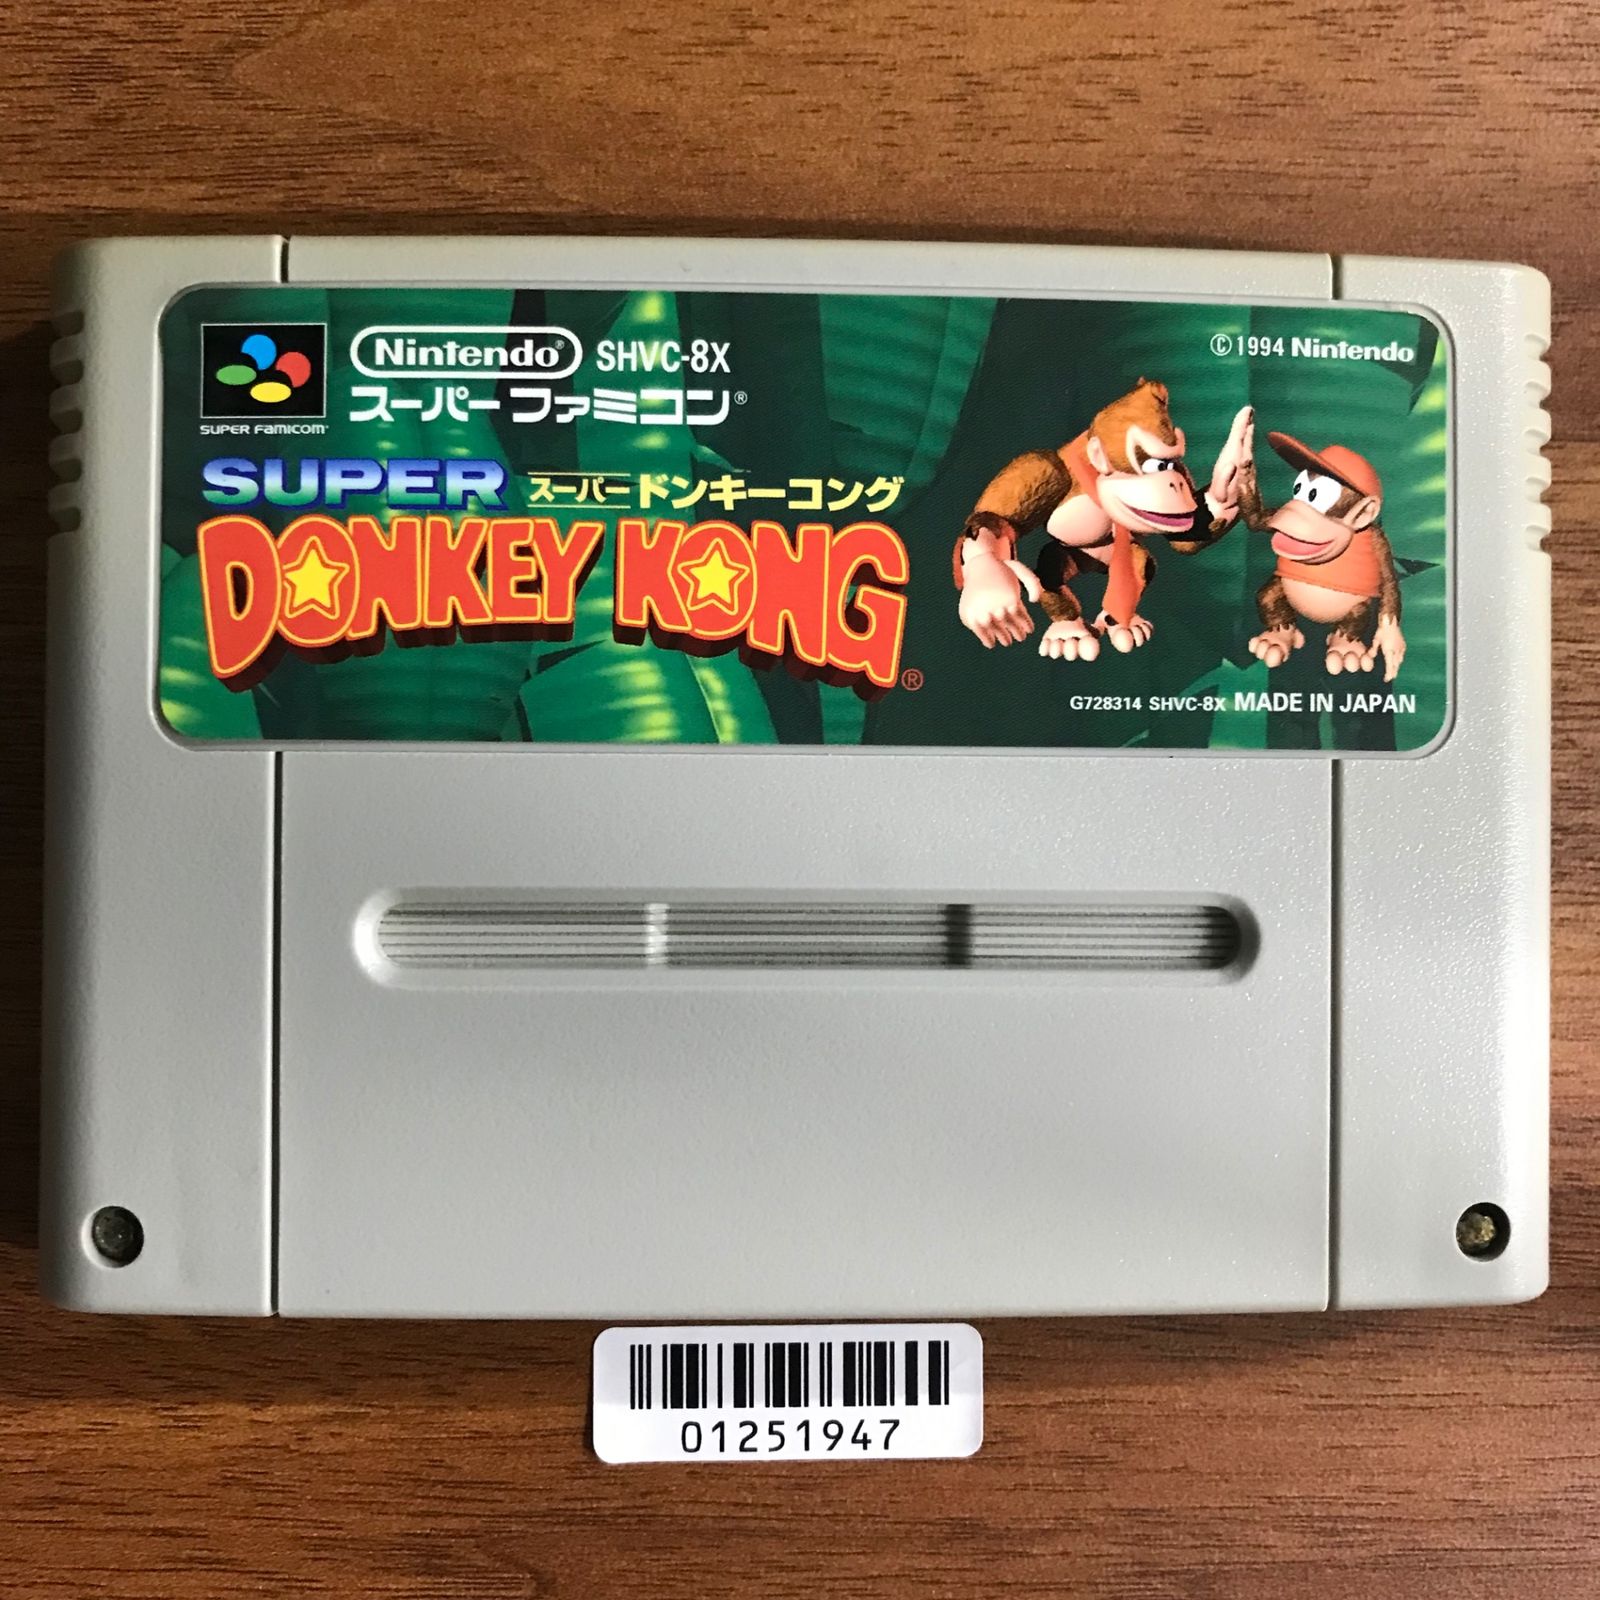 Nintendo® SHVC-8X
スーパーファミコン®
SUPER FAMICOM®
©1994 Nintendo
SUPER スーパードンキーコング
DONKEY KONG®
G728314 SHVC-8X MADE IN JAPAN
01251947